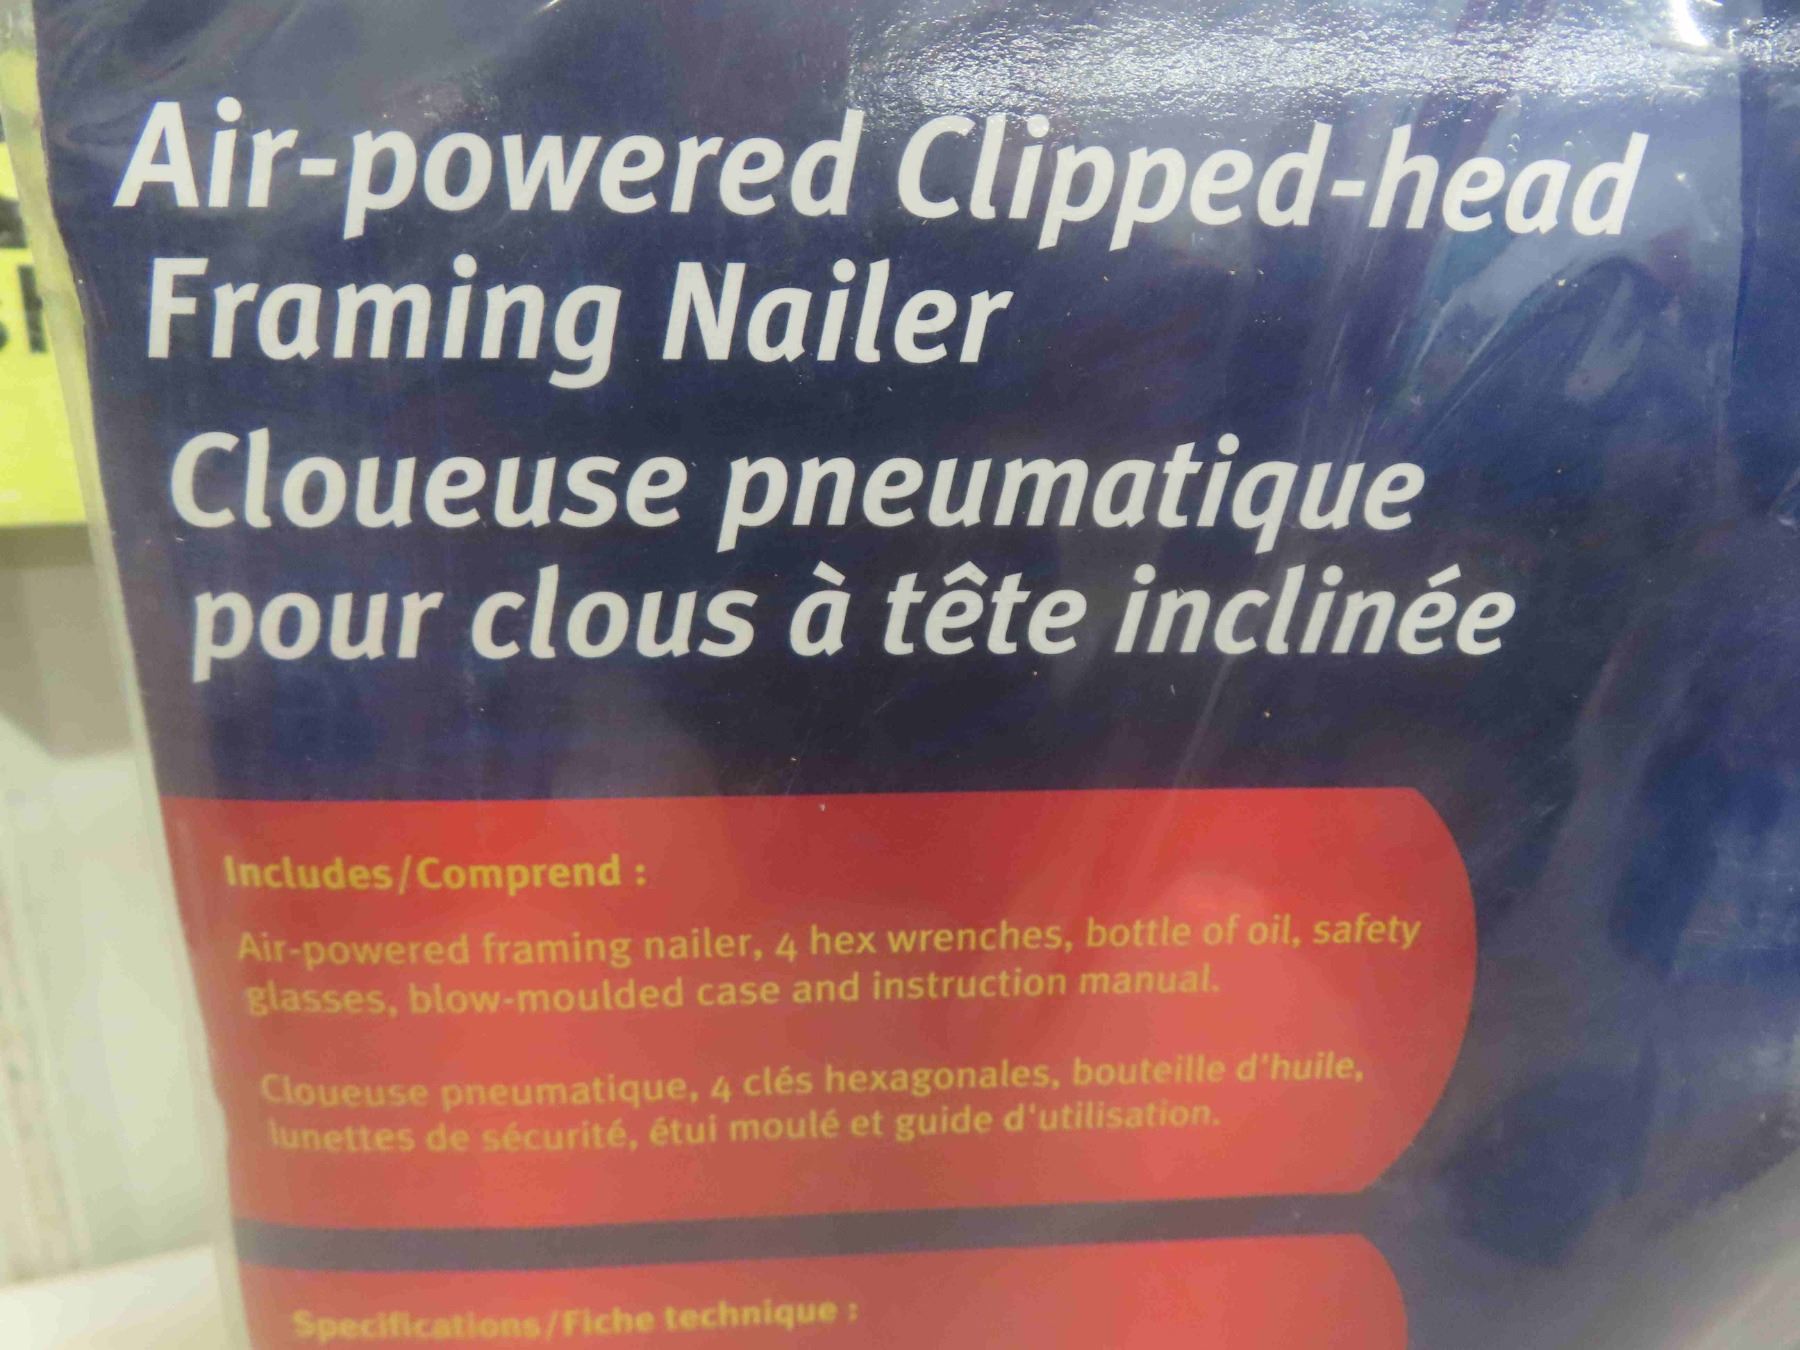 Air-powered Clipped-head
Framing Nailer
Cloueuse pneumatique
pour clous à tête inclinée
Includes/Comprend :
Air-powered framing nailer, 4 hex wrenches, bottle of oil, safety
glasses, blow-moulded case and instruction manual.
Cloueuse pneumatique, 4 clés hexagonales, bouteille d'huile,
lunettes de sécurité, étui moulé et guide d'utilisation.
Specifications/Fiche technique :